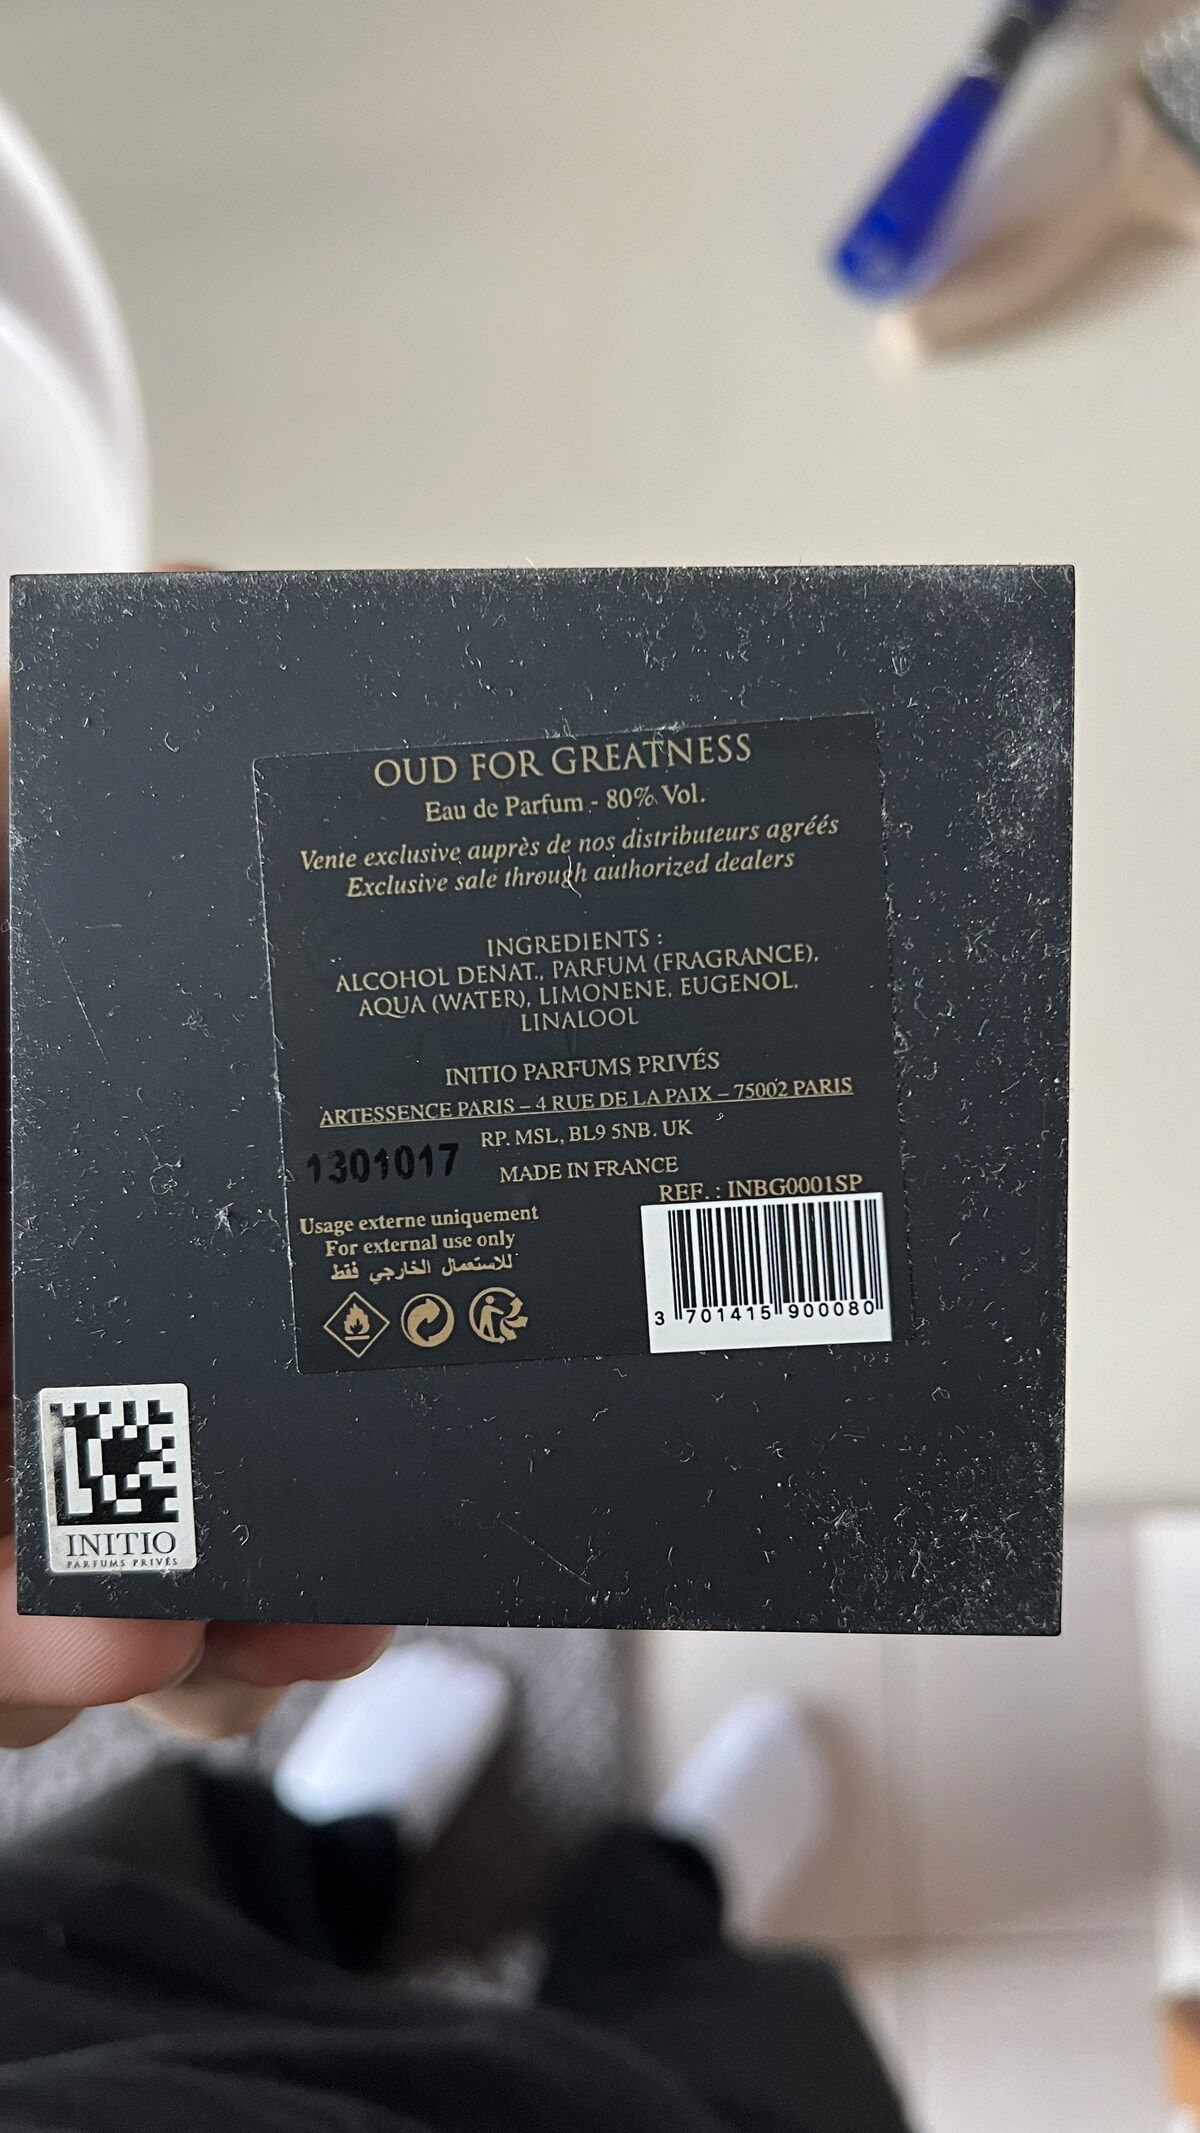 OUD FOR GREATNESS
Eau de Parfum - 80% Vol.
Vente exclusive auprès de nos distributeurs agréés
Exclusive sale through authorized dealers
INGREDIENTS :
ALCOHOL DENAT., PARFUM (FRAGRANCE),
AQUA (WATER), LIMONENE, EUGENOL,
LINALOOL
INITIO PARFUMS PRIVÉS
ARTESSENCE PARIS – 4 RUE DE LA PAIX – 75002 PARIS
RP. MSL, BL9 5NB. UK
1301017
MADE IN FRANCE
REF. : INBG0001SP
Usage externe uniquement
For external use only
للاستعمال الخارجي فقط
3 701415 900080
INITIO
PARFUMS PRIVÉS